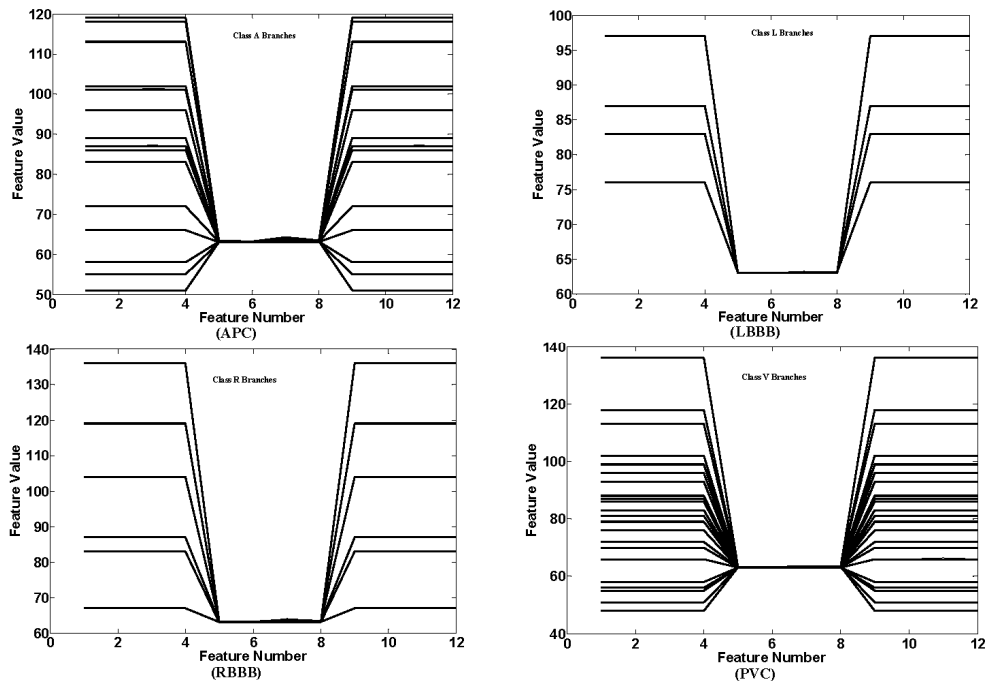 Class A Branches
Feature Value
120
110
100
90
80
70
60
50
0 2 4 6 8 10 12
Feature Number
(APC)
Class L Branches
Feature Value
100
95
90
85
80
75
70
65
60
0 2 4 6 8 10 12
Feature Number
(LBBB)
Class R Branches
Feature Value
140
130
120
110
100
90
80
70
60
0 2 4 6 8 10 12
Feature Number
(RBBB)
Class V Branches
Feature Value
140
120
100
80
60
40
0 2 4 6 8 10 12
Feature Number
(PVC)